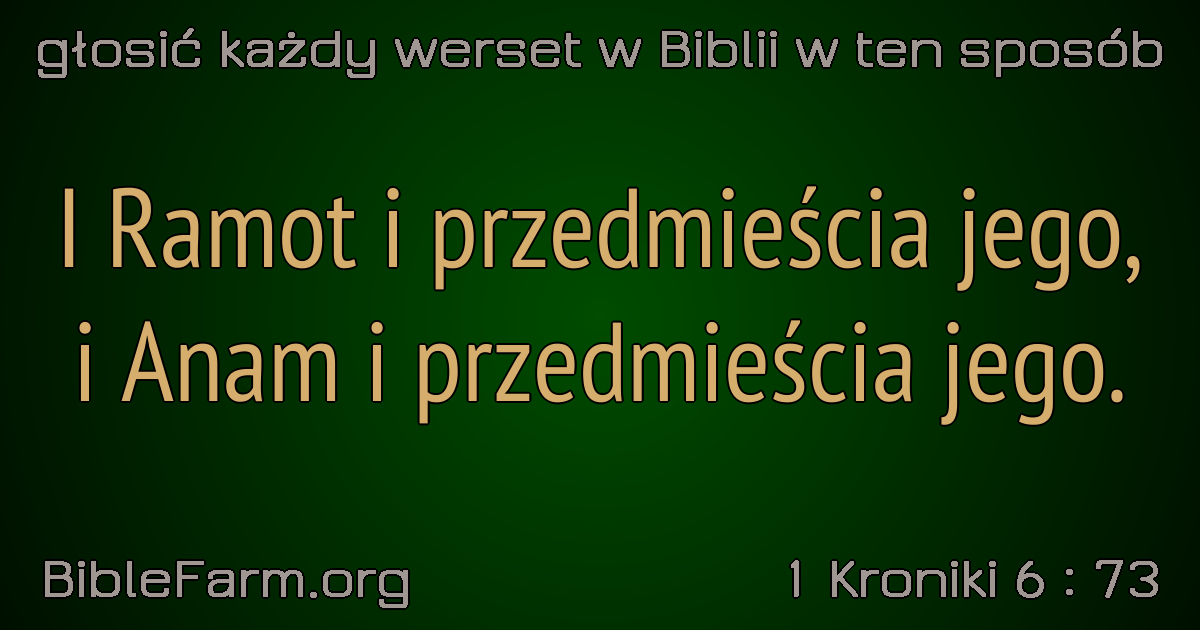 głosić każdy werset w Biblii w ten sposób
I Ramot i przedmieścia jego,
i Anam i przedmieścia jego.
BibleFarm.org
1 Kroniki 6 : 73